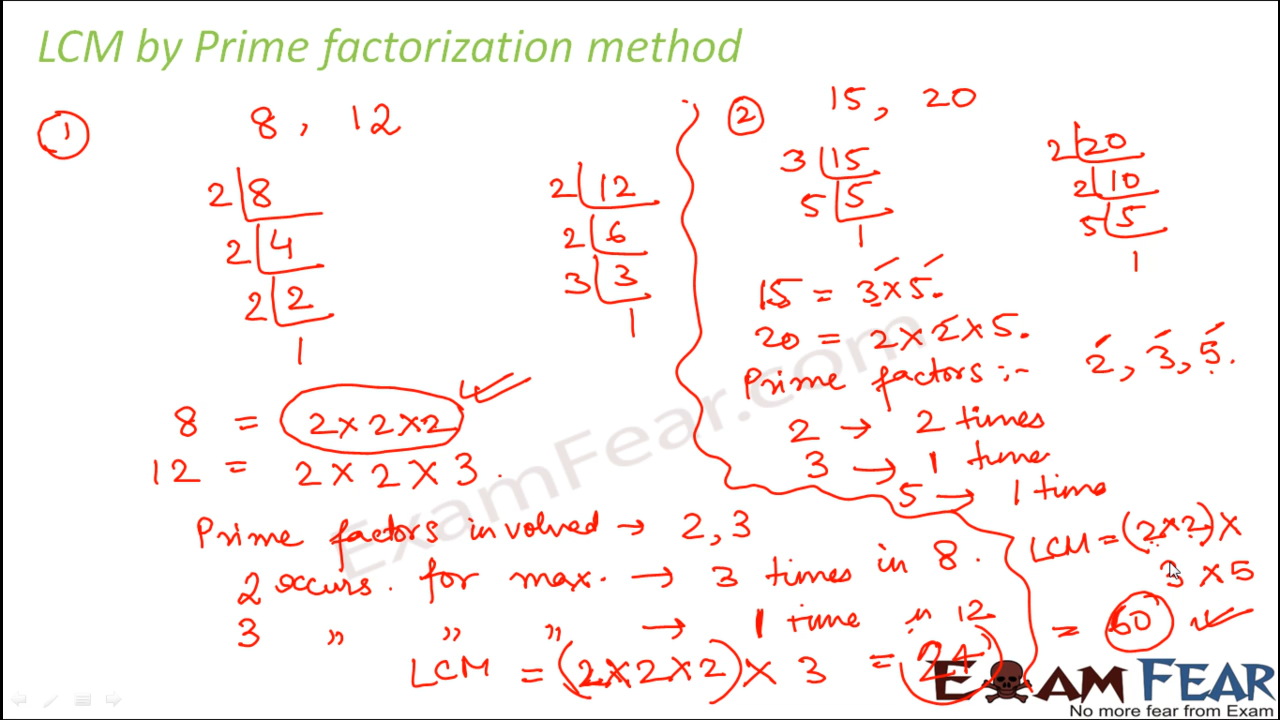 LCM by Prime factorization method
① 8, 12
2 | 8
2 | 4
2 | 2
1
2 | 12
2 | 6
3 | 3
1
8 = 2 × 2 × 2
12 = 2 × 2 × 3.
Prime factors involved → 2, 3
2 occurs. for max. → 3 times in 8.
3 " " " → 1 time in 12
LCM = (2×2×2) × 3 = 24
② 15, 20
3 | 15
5 | 5
1
2 | 20
2 | 10
5 | 5
1
15 = 3 × 5.
20 = 2 × 2 × 5.
Prime factors :- 2, 3, 5.
2 → 2 times
3 → 1 time
5 → 1 time
LCM = (2×2) ×
3 × 5
= 60
ExamFear.com
EXAM FEAR
No more fear from Exam